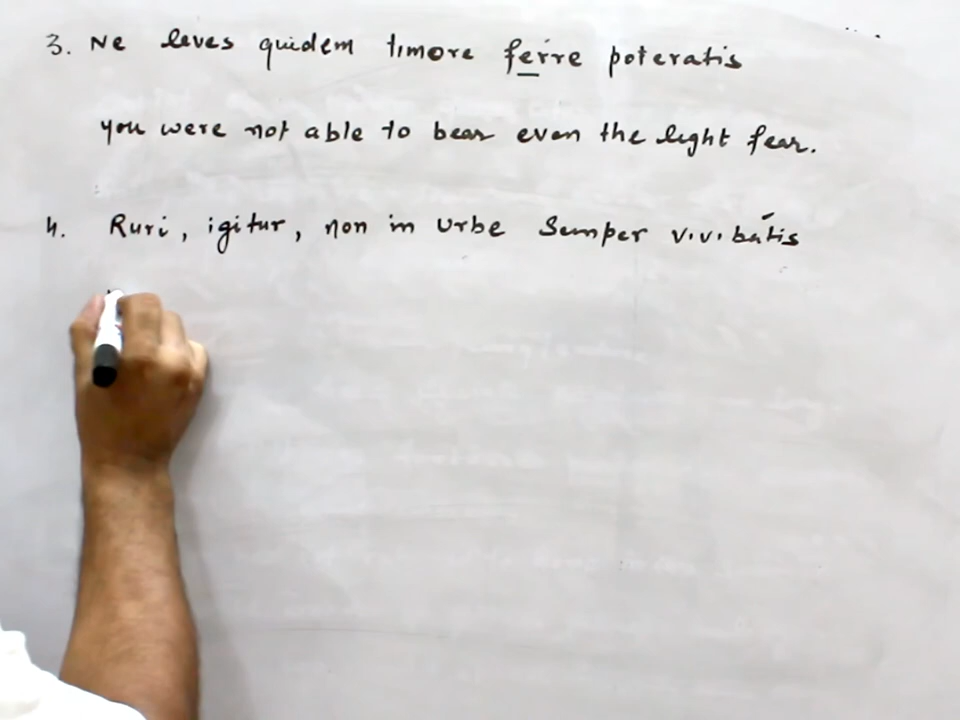 3. Ne leves quidem timore ferre poteratis
you were not able to bear even the light fear.
4. Ruri, igitur, non in urbe Semper vivibatis